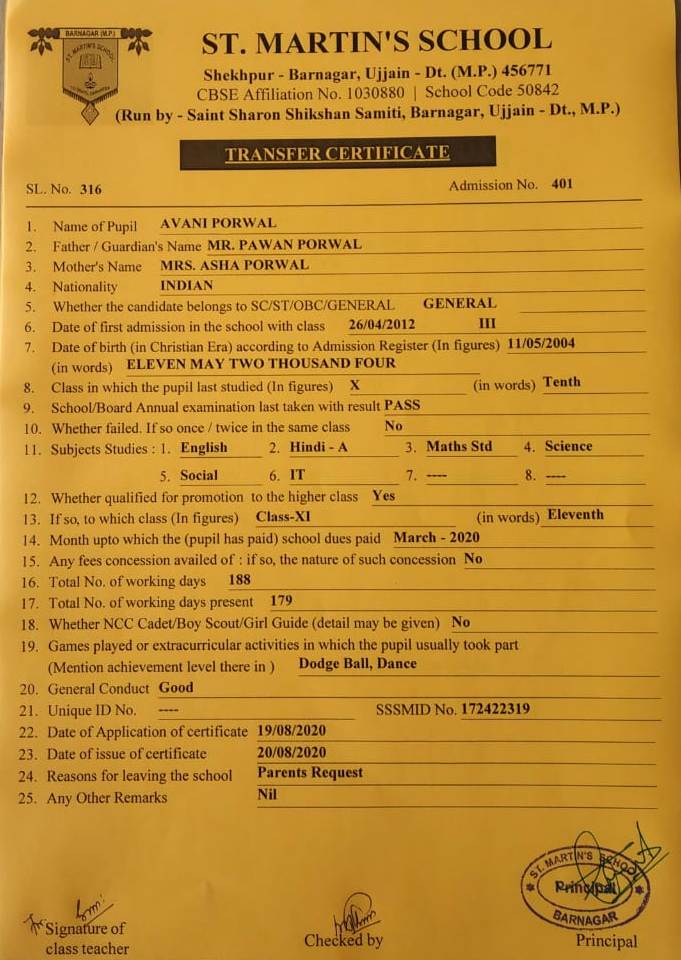 BARNAGAR (M.P.)
ST. MARTIN'S SCHOOL
ST. MARTIN'S SCHOOL
Shekhpur - Barnagar, Ujjain - Dt. (M.P.) 456771
CBSE Affiliation No. 1030880 | School Code 50842
(Run by - Saint Sharon Shikshan Samiti, Barnagar, Ujjain - Dt., M.P.)
TRANSFER CERTIFICATE
SL. No. 316 Admission No. 401
1. Name of Pupil AVANI PORWAL
2. Father / Guardian's Name MR. PAWAN PORWAL
3. Mother's Name MRS. ASHA PORWAL
4. Nationality INDIAN
5. Whether the candidate belongs to SC/ST/OBC/GENERAL GENERAL
6. Date of first admission in the school with class 26/04/2012 III
7. Date of birth (in Christian Era) according to Admission Register (In figures) 11/05/2004
(in words) ELEVEN MAY TWO THOUSAND FOUR
8. Class in which the pupil last studied (In figures) X (in words) Tenth
9. School/Board Annual examination last taken with result PASS
10. Whether failed. If so once / twice in the same class No
11. Subjects Studies : 1. English 2. Hindi - A 3. Maths Std 4. Science
5. Social 6. IT 7. ---- 8. ----
12. Whether qualified for promotion to the higher class Yes
13. If so, to which class (In figures) Class-XI (in words) Eleventh
14. Month upto which the (pupil has paid) school dues paid March - 2020
15. Any fees concession availed of : if so, the nature of such concession No
16. Total No. of working days 188
17. Total No. of working days present 179
18. Whether NCC Cadet/Boy Scout/Girl Guide (detail may be given) No
19. Games played or extracurricular activities in which the pupil usually took part
(Mention achievement level there in ) Dodge Ball, Dance
20. General Conduct Good
21. Unique ID No. ---- SSSMID No. 172422319
22. Date of Application of certificate 19/08/2020
23. Date of issue of certificate 20/08/2020
24. Reasons for leaving the school Parents Request
25. Any Other Remarks Nil
ST. MARTIN'S SCHOOL
Principal
BARNAGAR
Signature of
class teacher
Checked by
Principal